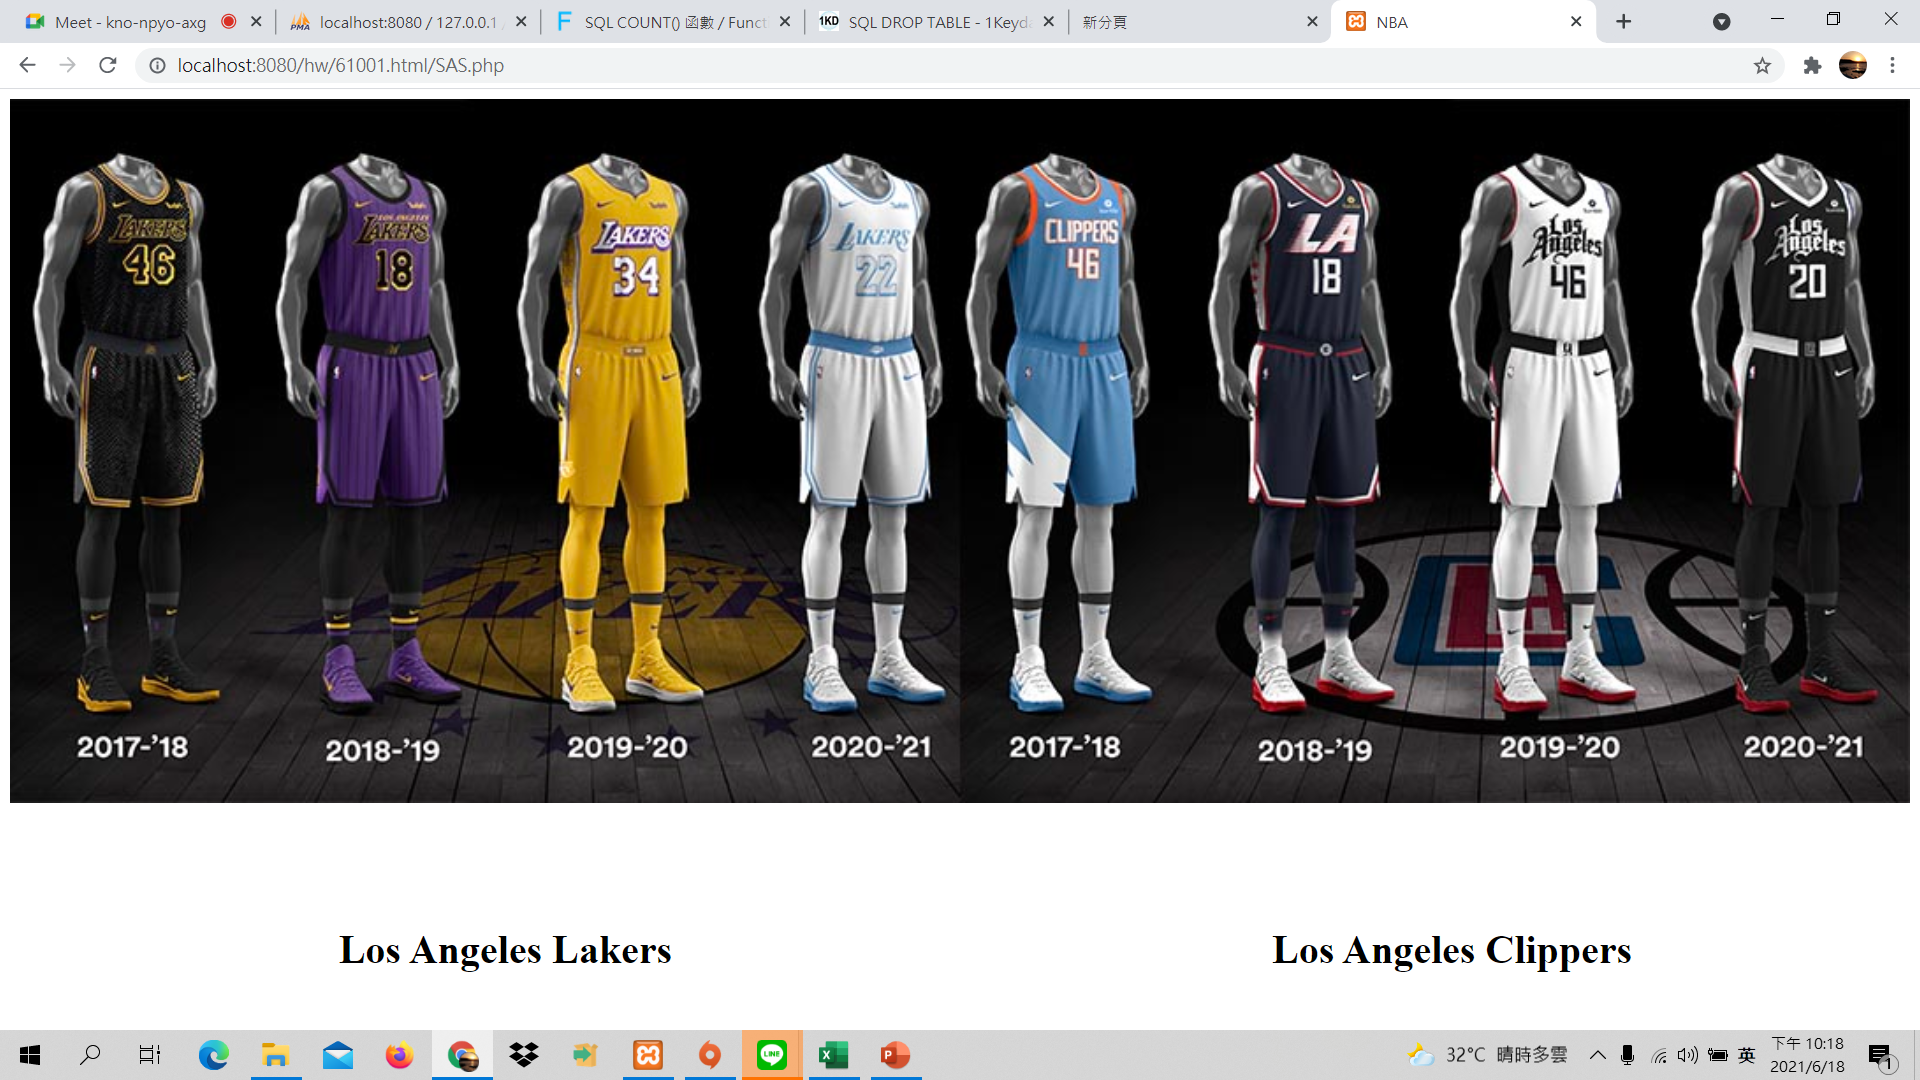 Meet - kno-npyo-axg
localhost:8080 / 127.0.0.1
SQL COUNT() 函數 / Funct
SQL DROP TABLE - 1Keyda
新分頁
NBA
localhost:8080/hw/61001.html/SAS.php
LAKERS
46
LOS ANGELES
LAKERS
18
LAKERS
34
LAKERS
22
CLIPPERS
46
LA
18
Los Angeles
46
Los Angeles
20
2017-'18
2018-'19
2019-'20
2020-'21
2017-'18
2018-'19
2019-'20
2020-'21
Los Angeles Lakers
Los Angeles Clippers
32°C 晴時多雲
英
下午 10:18
2021/6/18
1